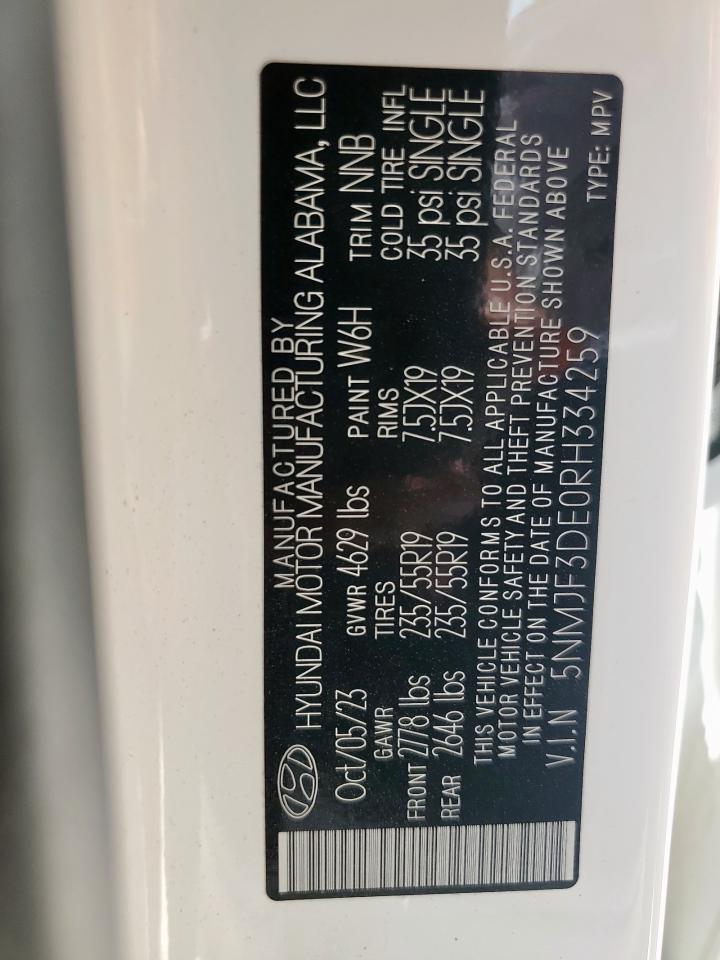 MANUFACTURED BY
HYUNDAI MOTOR MANUFACTURING ALABAMA, LLC
Oct/05/23 GVWR 4629 lbs PAINT W6H TRIM NNB
GAWR TIRES RIMS COLD TIRE INFL
FRONT 2778 lbs 235/55R19 7.5JX19 35 psi SINGLE
REAR 2646 lbs 235/55R19 7.5JX19 35 psi SINGLE
THIS VEHICLE CONFORMS TO ALL APPLICABLE U.S.A. FEDERAL
MOTOR VEHICLE SAFETY AND THEFT PREVENTION STANDARDS
IN EFFECT ON THE DATE OF MANUFACTURE SHOWN ABOVE
V.I.N 5NMJF3DE0RH334259 TYPE: MPV